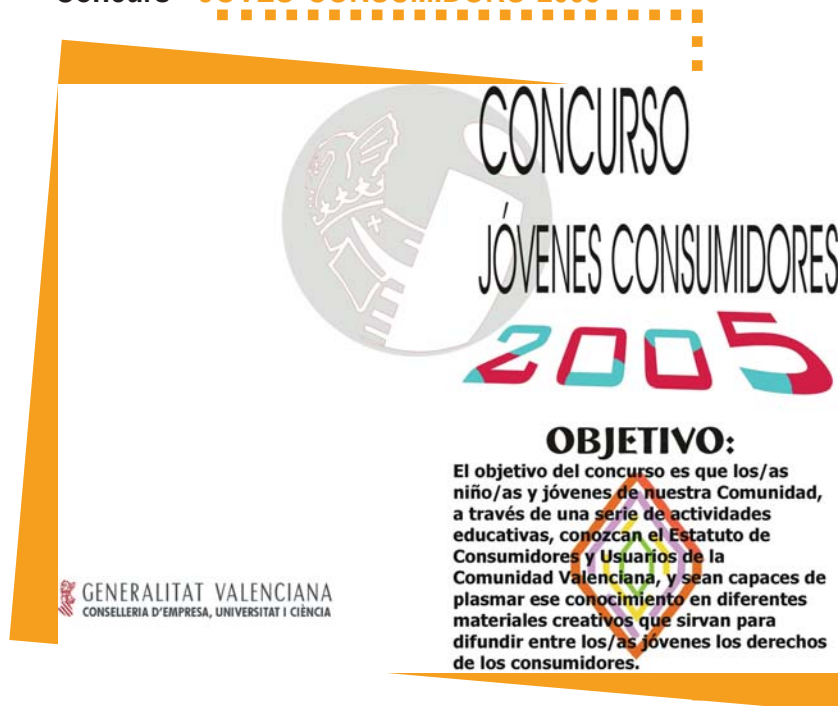 CONCURSO
JÓVENES CONSUMIDORES
2005
OBJETIVO:
El objetivo del concurso es que los/as
niño/as y jóvenes de nuestra Comunidad,
a través de una serie de actividades
educativas, conozcan el Estatuto de
Consumidores y Usuarios de la
Comunidad Valenciana, y sean capaces de
plasmar ese conocimiento en diferentes
materiales creativos que sirvan para
difundir entre los/as jóvenes los derechos
de los consumidores.
GENERALITAT VALENCIANA
CONSELLERIA D'EMPRESA, UNIVERSITAT I CIÈNCIA